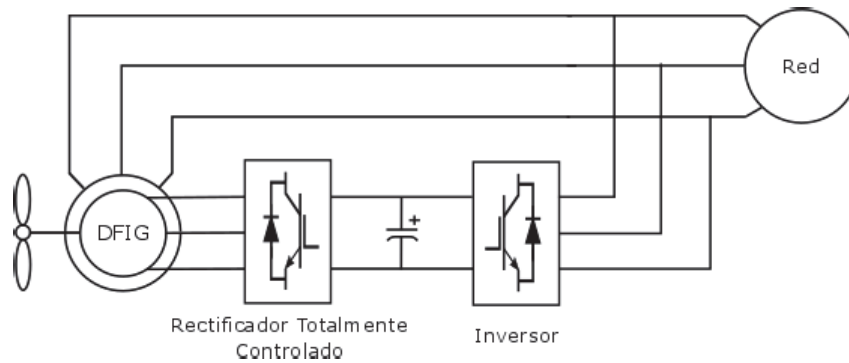 Red
DFIG
+
Rectificador Totalmente
Controlado
Inversor